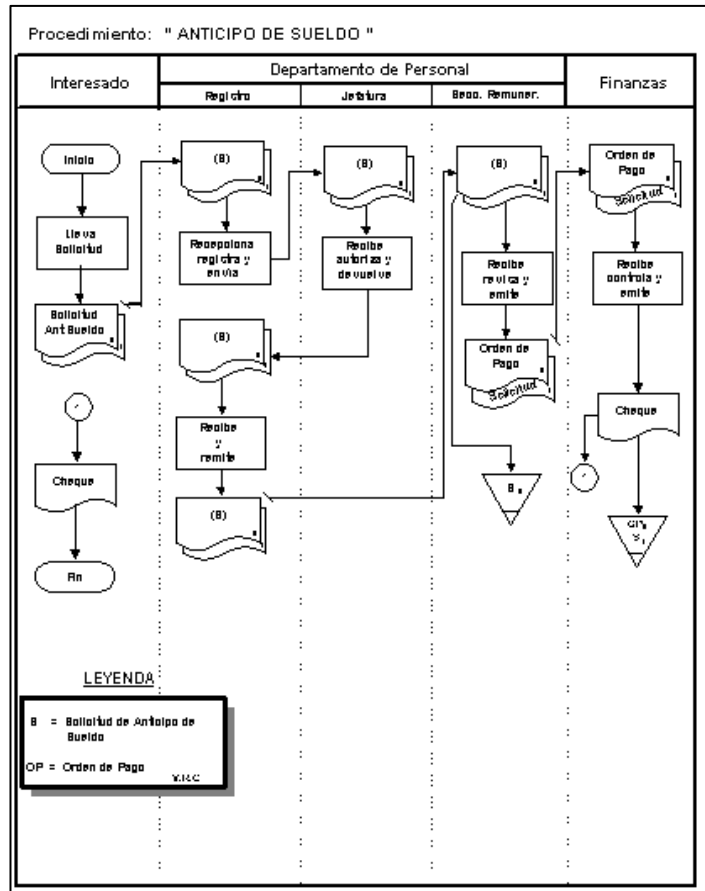 Procedimiento: " ANTICIPO DE SUELDO "
Interesado
Departamento de Personal
Finanzas
Registro
Jefatura
Secc. Remuner.
Inicio
Lleva
Solicitud
Solicitud
Ant.Sueldo
Cheque
Fin
(S)
Recepciona
registra y
envía
(S)
Recibe
y
remite
(S)
(S)
Recibe
autoriza y
devuelve
(S)
Recibe
revisa y
emite
Orden de
Pago
Solicitud
S
Orden de
Pago
Solicitud
Recibe
controla y
emite
Cheque
OP
S
LEYENDA
S = Solicitud de Anticipo de
Sueldo
OP = Orden de Pago
Y.R.C